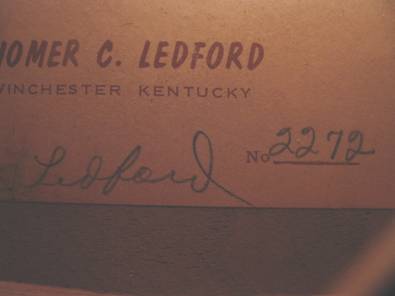 HOMER C. LEDFORD
WINCHESTER KENTUCKY
Ledford No 2272